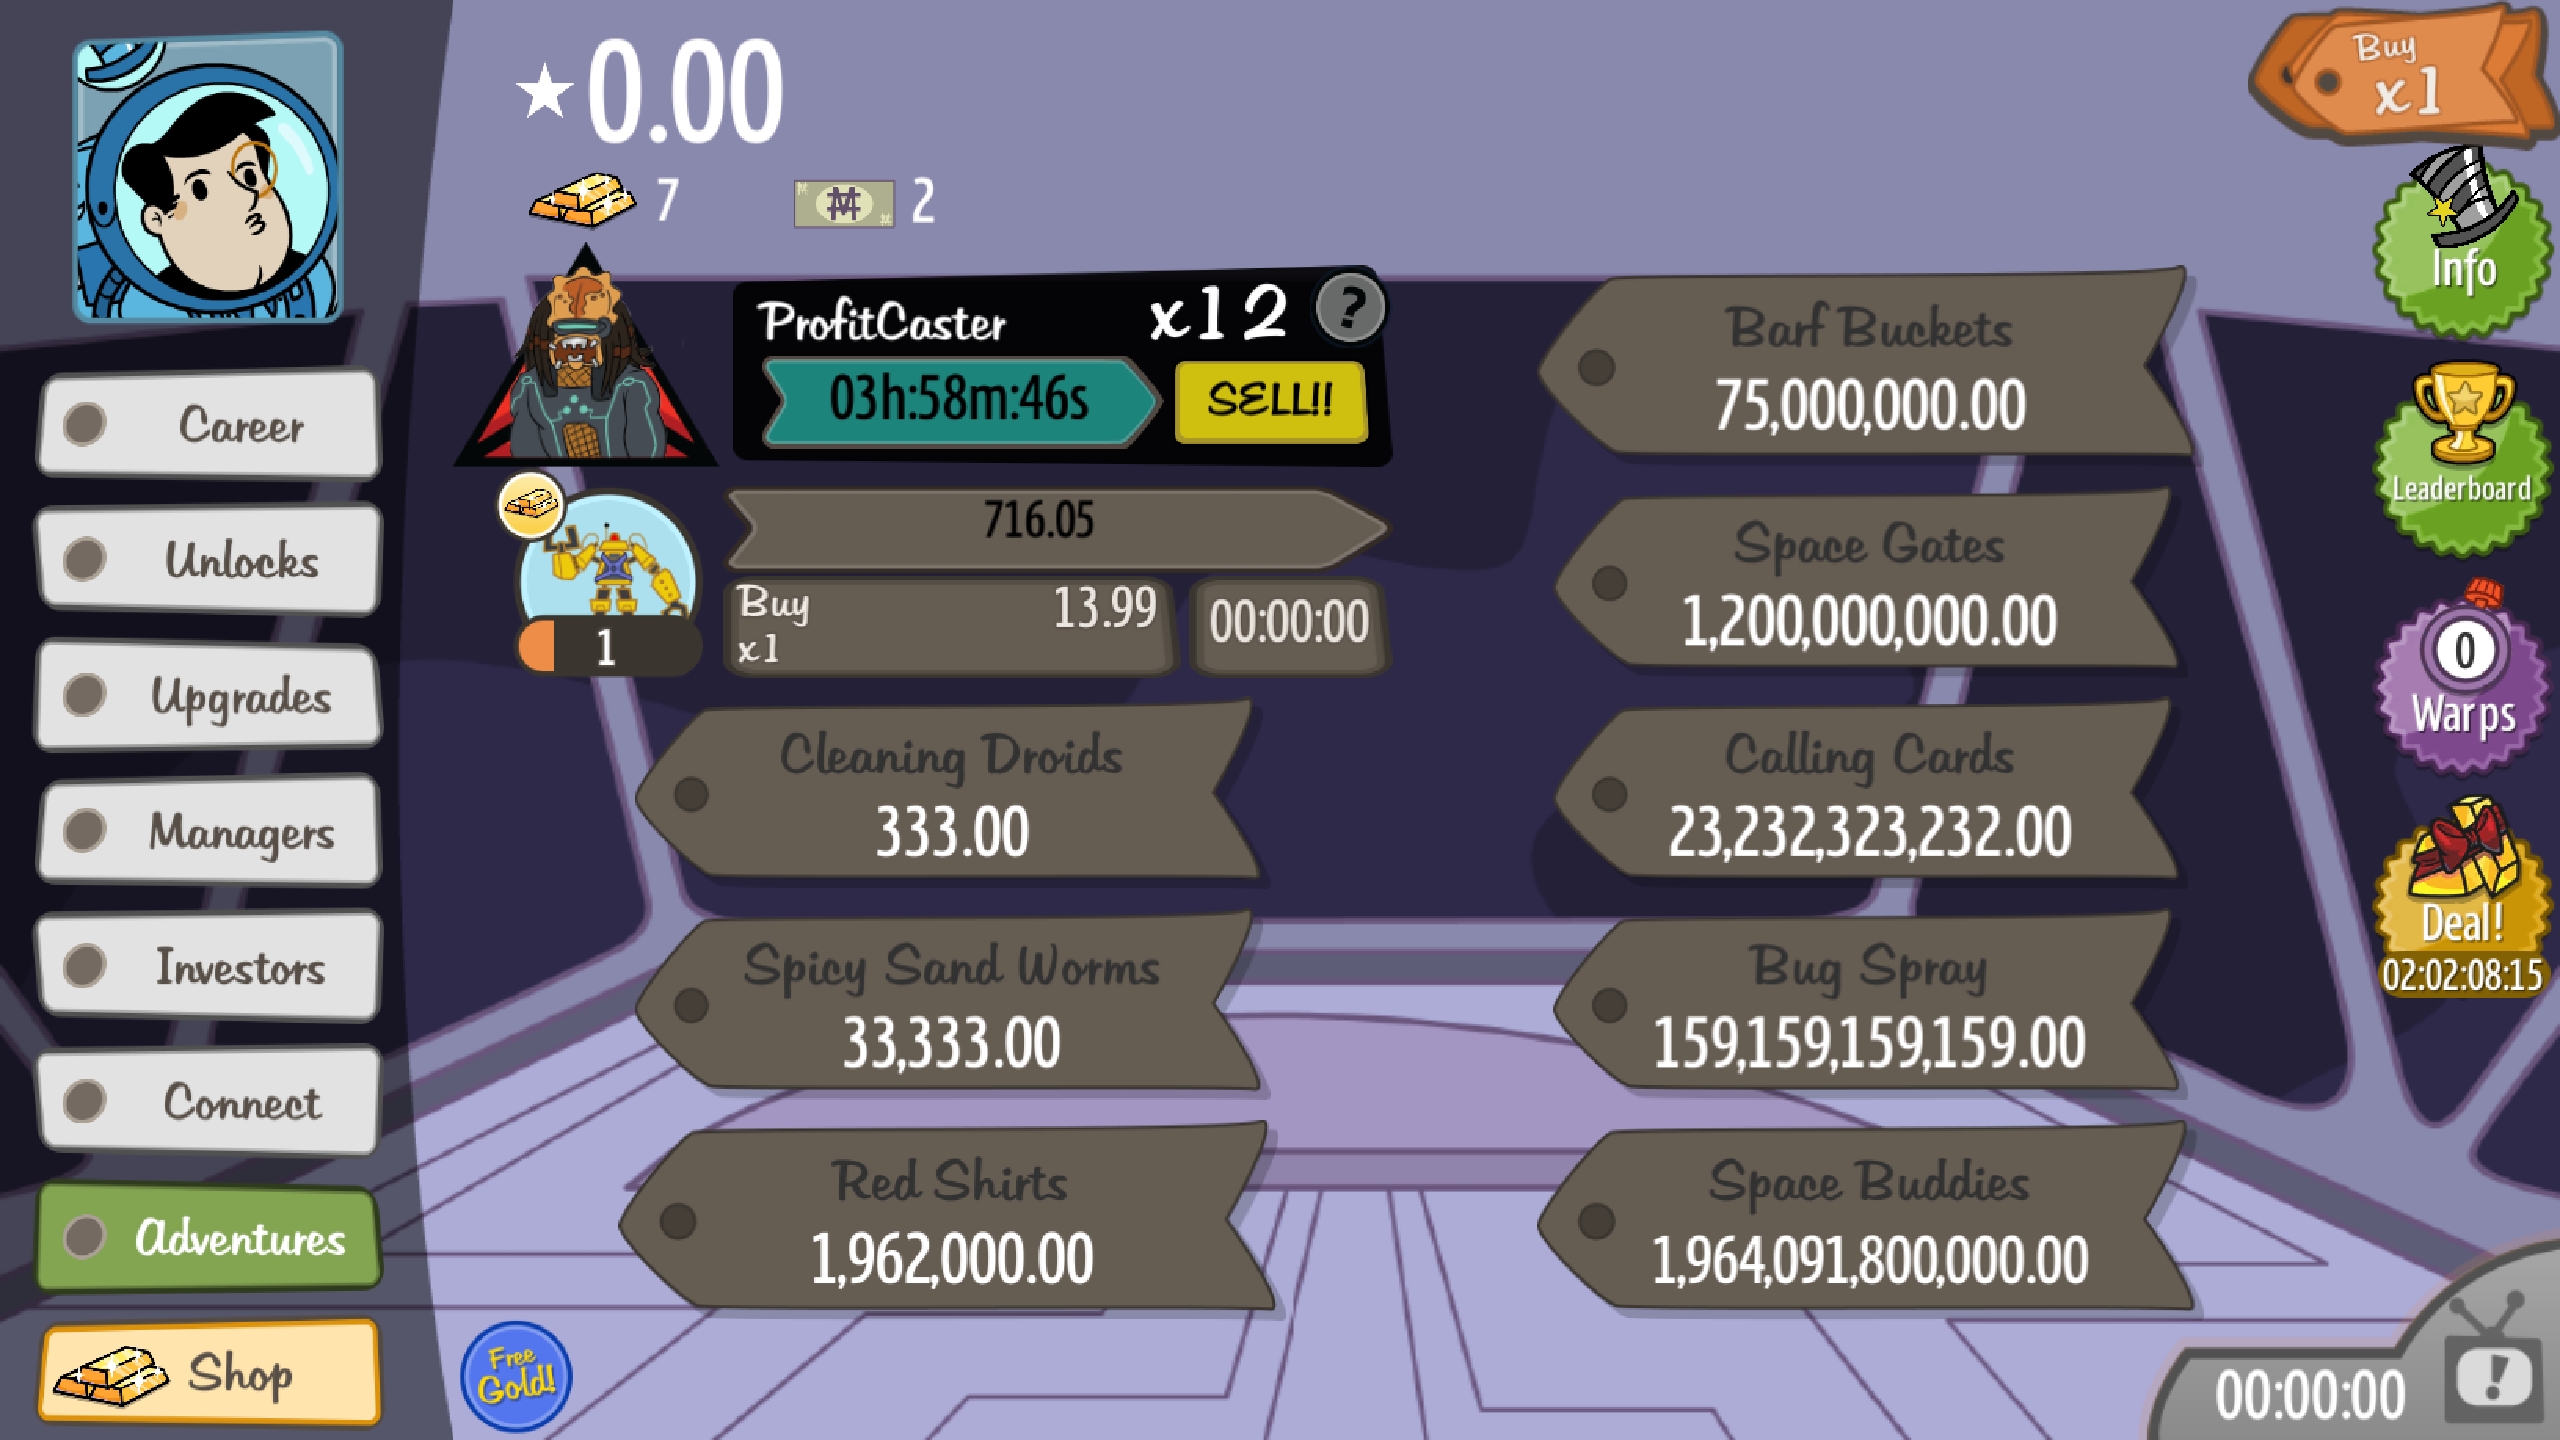 0.00
7
2
Buy
x1
Info
Leaderboard
0
Warps
Deal!
02:02:08:15
Career
Unlocks
Upgrades
Managers
Investors
Connect
Adventures
Shop
ProfitCaster x12 ?
03h:58m:46s SELL!!
716.05
1
Buy 13.99
x1
00:00:00
Cleaning Droids
333.00
Spicy Sand Worms
33,333.00
Red Shirts
1,962,000.00
Barf Buckets
75,000,000.00
Space Gates
1,200,000,000.00
Calling Cards
23,232,323,232.00
Bug Spray
159,159,159,159.00
Space Buddies
1,964,091,800,000.00
Free
Gold!
00:00:00
!